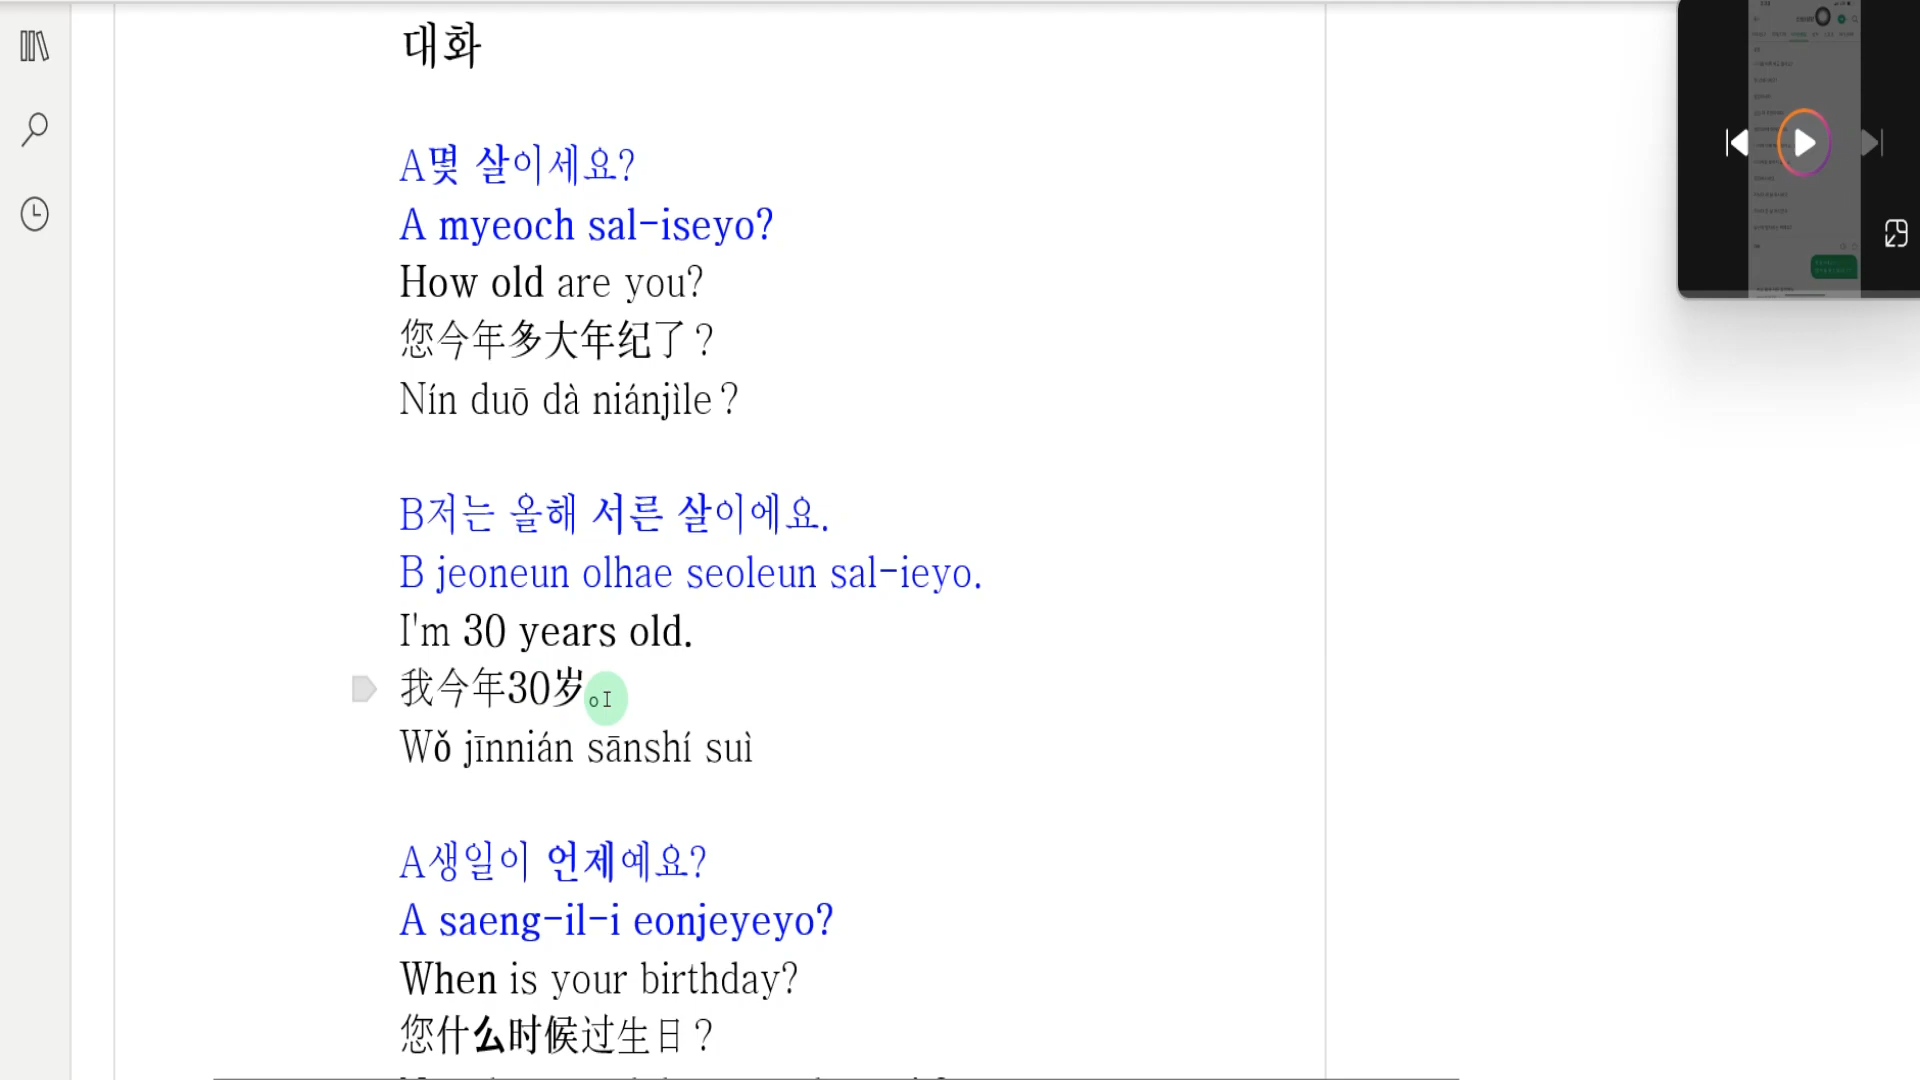 대화
A몇 살이세요?
A myeoch sal-iseyo?
How old are you?
您今年多大年纪了？
Nín duō dà niánjìle？
B저는 올해 서른 살이에요.
B jeoneun olhae seoleun sal-ieyo.
I'm 30 years old.
我今年30岁。
Wǒ jīnnián sānshí suì
A생일이 언제예요?
A saeng-il-i eonjeyeyo?
When is your birthday?
您什么时候过生日？